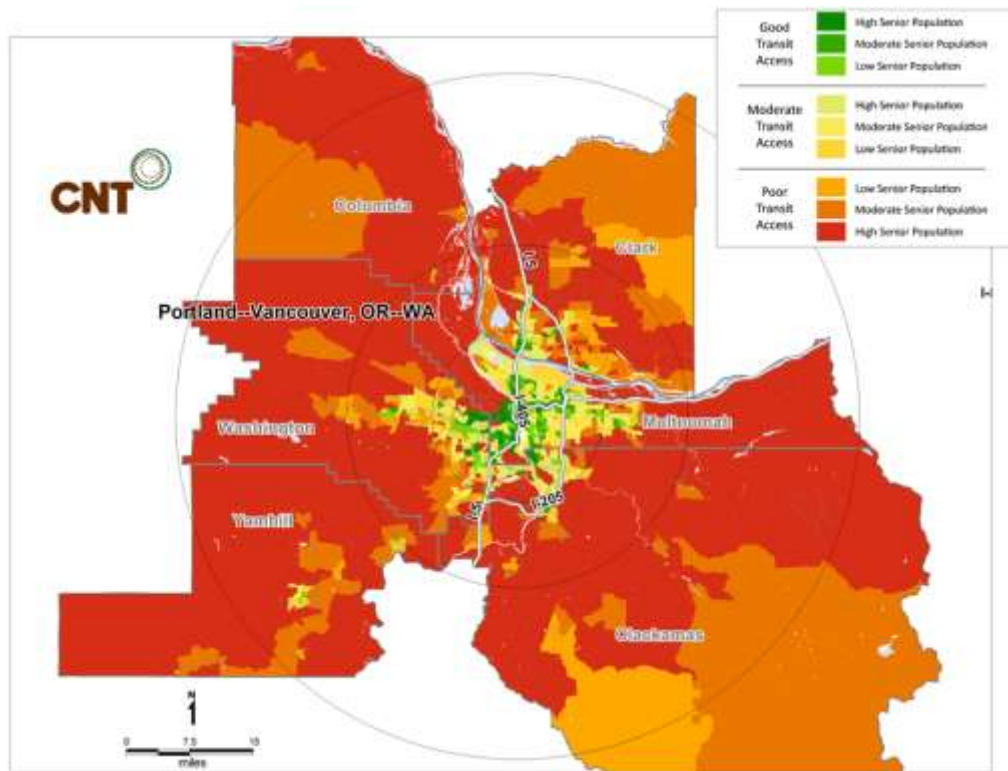 Good
Transit
Access
High Senior Population
Moderate Senior Population
Low Senior Population
Moderate
Transit
Access
High Senior Population
Moderate Senior Population
Low Senior Population
Poor
Transit
Access
Low Senior Population
Moderate Senior Population
High Senior Population
CNT
Columbia
Clark
I-5
Portland--Vancouver, OR--WA
I-405
Washington
Multnomah
I-5
I-205
Yamhill
Clackamas
N
0 7.5 15
miles